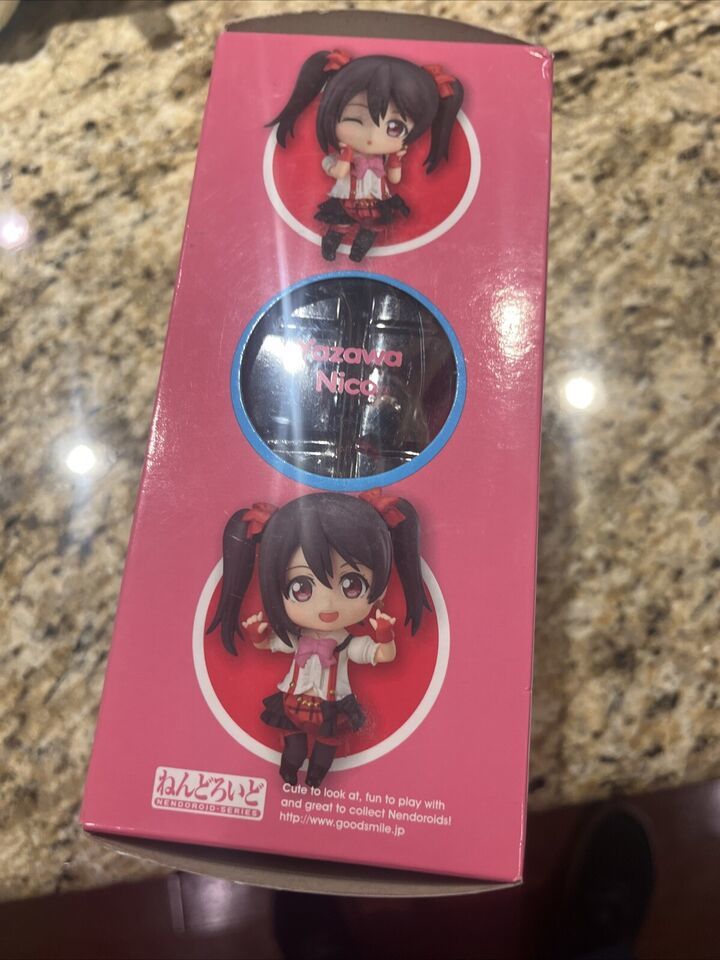 Yazawa
Nico
ねんどろいど
NENDOROID-SERIES
Cute to look at, fun to play with
and great to collect Nendoroids!
http://www.goodsmile.jp